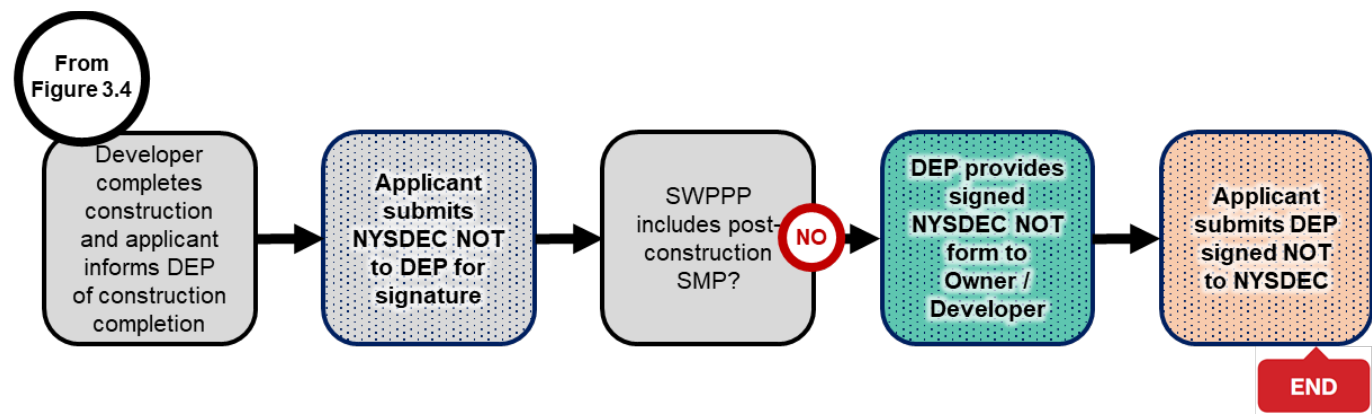 From
Figure 3.4
Developer
completes
construction
and applicant
informs DEP
of construction
completion
Applicant
submits
NYSDEC NOT
to DEP for
signature
SWPPP
includes post-
construction
SMP?
NO
DEP provides
signed
NYSDEC NOT
form to
Owner /
Developer
Applicant
submits DEP
signed NOT
to NYSDEC
END